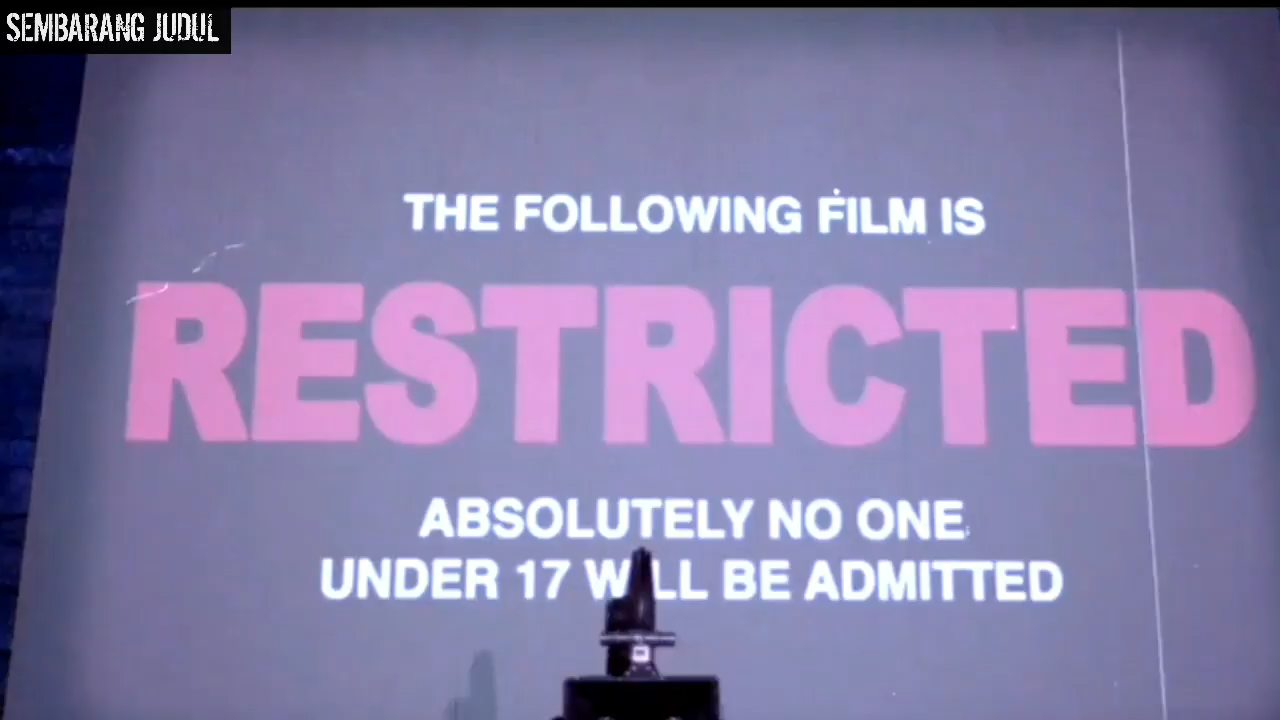 SEMBARANG JUDUL
THE FOLLOWING FILM IS
RESTRICTED
ABSOLUTELY NO ONE
UNDER 17 WILL BE ADMITTED